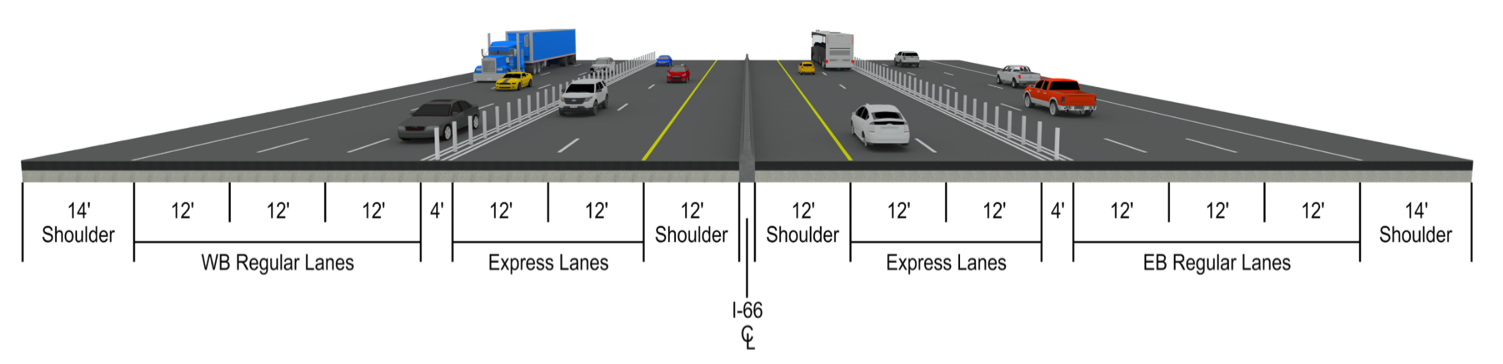 14' 12' 12' 12' 4' 12' 12' 12' 12' 12' 12' 4' 12' 12' 12' 14'
Shoulder Shoulder Shoulder Shoulder
WB Regular Lanes Express Lanes Express Lanes EB Regular Lanes
I-66
℄